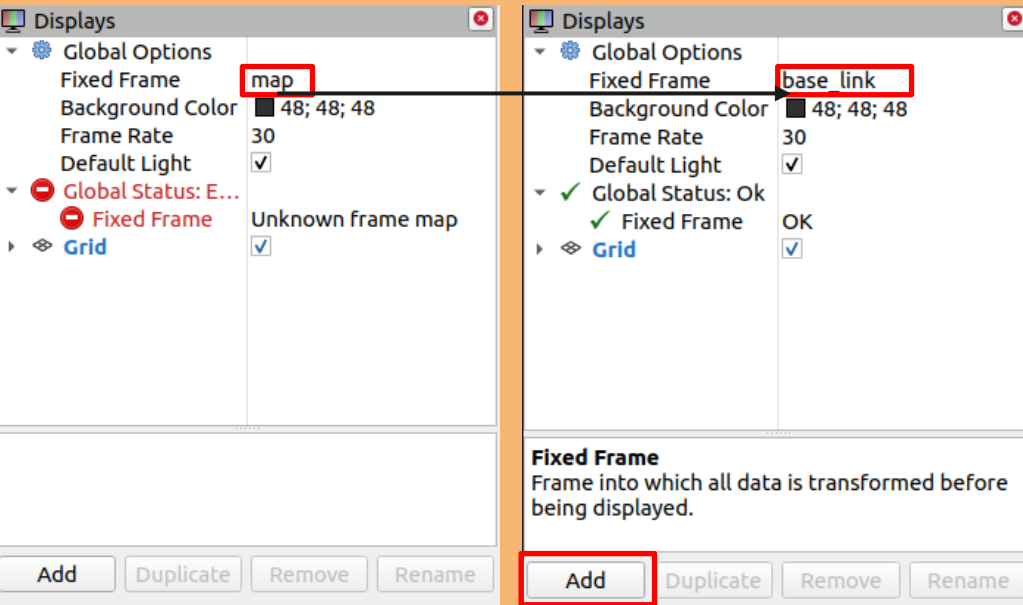 Displays
Global Options
Fixed Frame map
Background Color 48; 48; 48
Frame Rate 30
Default Light
Global Status: E...
Fixed Frame Unknown frame map
Grid
Add Duplicate Remove Rename
Displays
Global Options
Fixed Frame base_link
Background Color 48; 48; 48
Frame Rate 30
Default Light
Global Status: Ok
Fixed Frame OK
Grid
Fixed Frame
Frame into which all data is transformed before
being displayed.
Add Duplicate Remove Rename